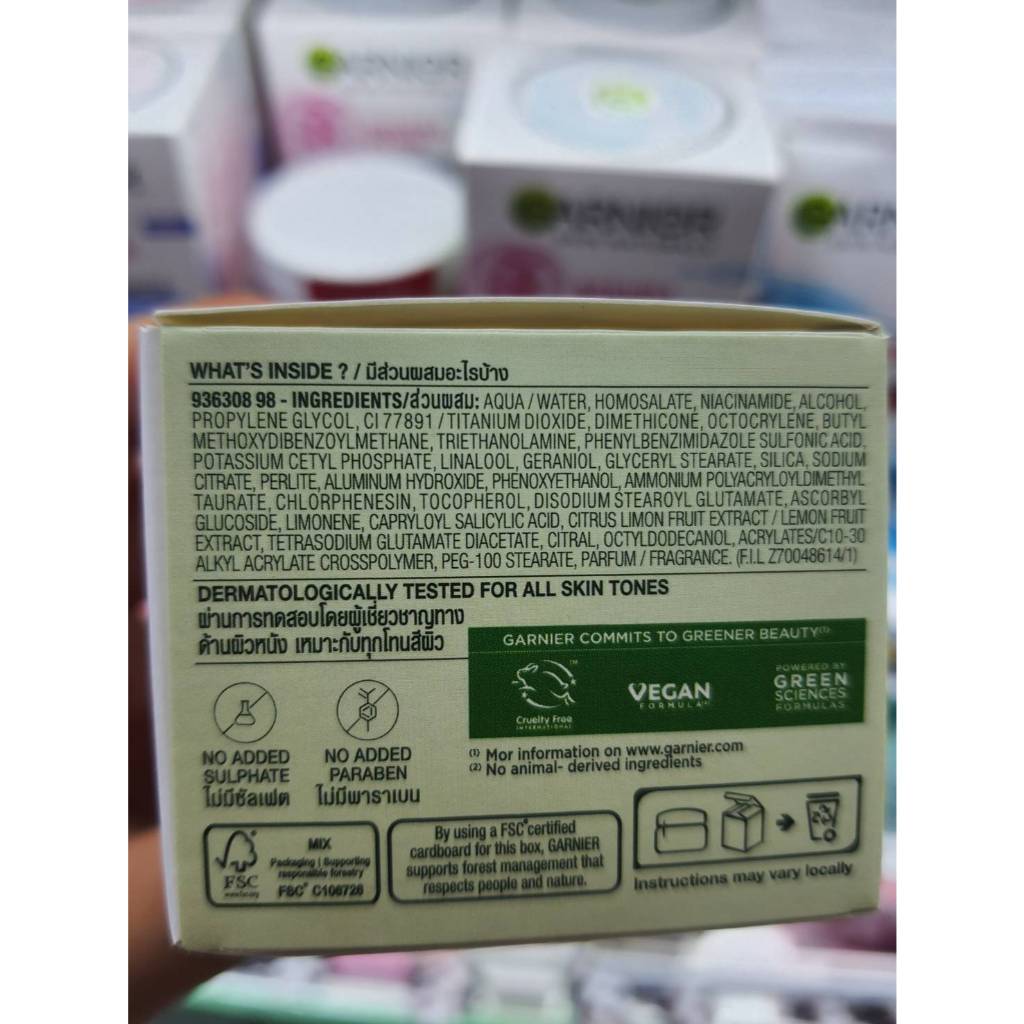 GARNIER
GARNIER
GARNIER
WHAT'S INSIDE ? / มีส่วนผสมอะไรบ้าง
936308 98 - INGREDIENTS/ส่วนผสม: AQUA / WATER, HOMOSALATE, NIACINAMIDE, ALCOHOL,
PROPYLENE GLYCOL, CI 77891 / TITANIUM DIOXIDE, DIMETHICONE, OCTOCRYLENE, BUTYL
METHOXYDIBENZOYLMETHANE, TRIETHANOLAMINE, PHENYLBENZIMIDAZOLE SULFONIC ACID,
POTASSIUM CETYL PHOSPHATE, LINALOOL, GERANIOL, GLYCERYL STEARATE, SILICA, SODIUM
CITRATE, PERLITE, ALUMINUM HYDROXIDE, PHENOXYETHANOL, AMMONIUM POLYACRYLOYLDIMETHYL
TAURATE, CHLORPHENESIN, TOCOPHEROL, DISODIUM STEAROYL GLUTAMATE, ASCORBYL
GLUCOSIDE, LIMONENE, CAPRYLOYL SALICYLIC ACID, CITRUS LIMON FRUIT EXTRACT / LEMON FRUIT
EXTRACT, TETRASODIUM GLUTAMATE DIACETATE, CITRAL, OCTYLDODECANOL, ACRYLATES/C10-30
ALKYL ACRYLATE CROSSPOLYMER, PEG-100 STEARATE, PARFUM / FRAGRANCE. (F.I.L Z70048614/1)
DERMATOLOGICALLY TESTED FOR ALL SKIN TONES
ผ่านการทดสอบโดยผู้เชี่ยวชาญทาง
ด้านผิวหนัง เหมาะกับทุกโทนสีผิว
GARNIER COMMITS TO GREENER BEAUTY(1)
Cruelty Free
INTERNATIONAL
VEGAN
FORMULA(2)
POWERED BY
GREEN
SCIENCES
FORMULAS
NO ADDED
SULPHATE
ไม่มีซัลเฟต
NO ADDED
PARABEN
ไม่มีพาราเบน
(1) Mor information on www.garnier.com
(2) No animal- derived ingredients
FSC
www.fsc.org
MIX
Packaging | Supporting
responsible forestry
FSC® C106726
By using a FSC® certified
cardboard for this box, GARNIER
supports forest management that
respects people and nature.
Instructions may vary locally